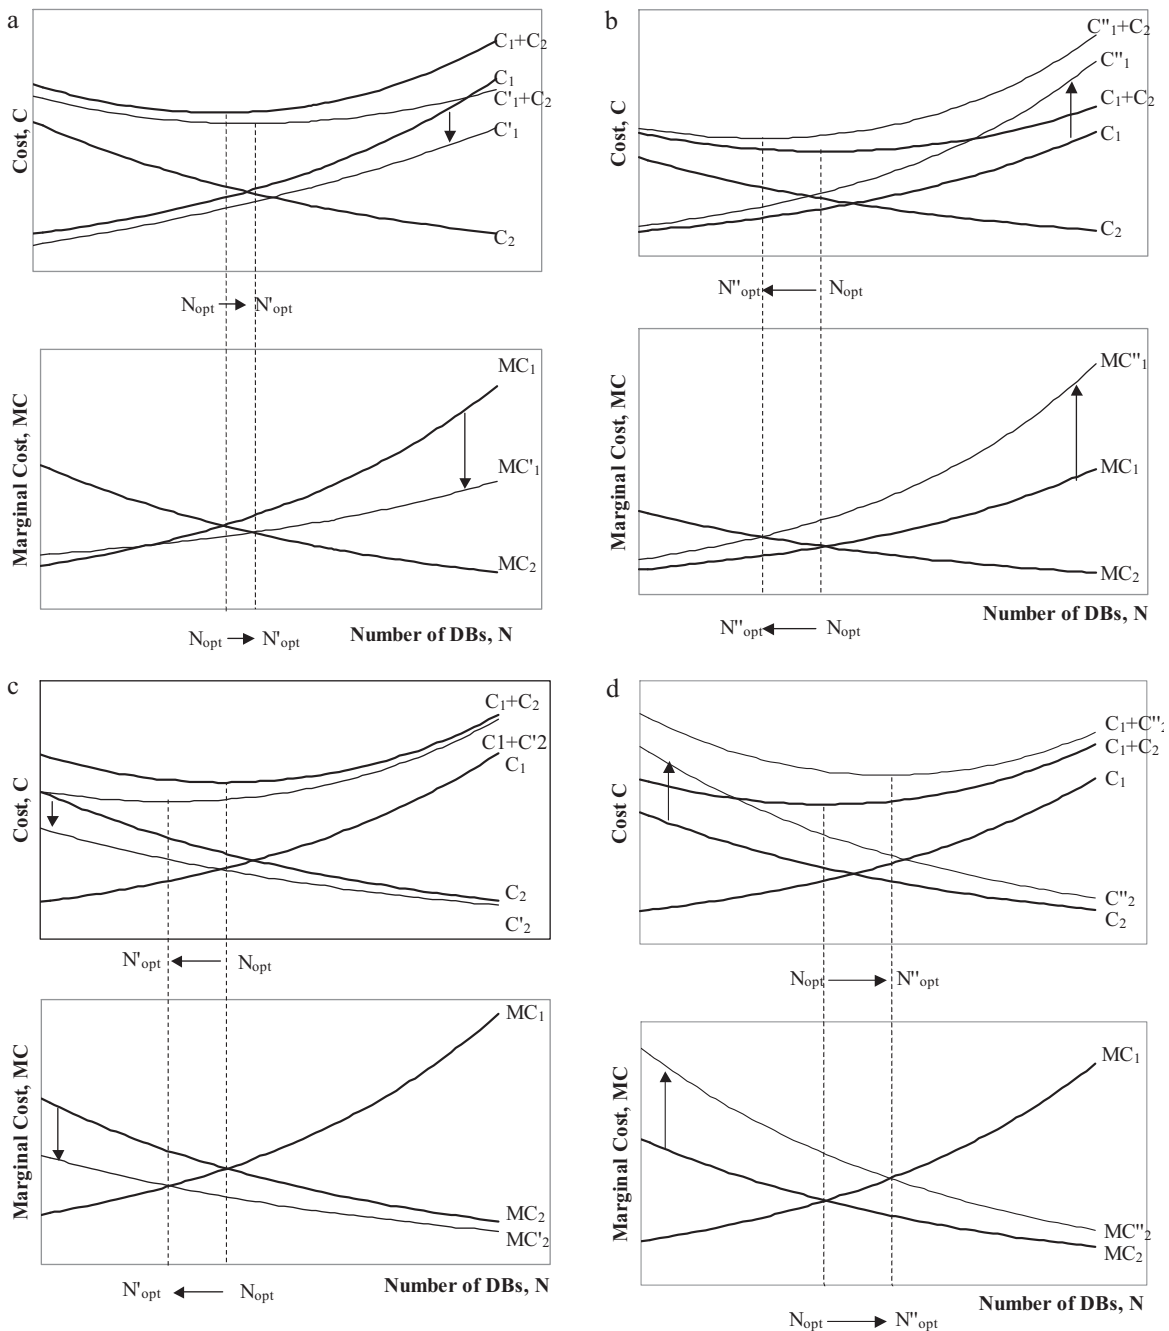 a
C₁+C₂
C₁
C'₁+C₂
C'₁
C₂
Cost, C
Nopt
N'opt
MC₁
MC'₁
MC₂
Marginal Cost, MC
Nopt
N'opt
Number of DBs, N
b
C"₁+C₂
C"₁
C₁+C₂
C₁
C₂
Cost, C
N"opt
Nopt
MC"₁
MC₁
MC₂
Marginal Cost, MC
N"opt
Nopt
Number of DBs, N
c
C₁+C₂
C1+C'2
C₁
C₂
C'₂
Cost, C
N'opt
Nopt
MC₁
MC₂
MC'₂
Marginal Cost, MC
N'opt
Nopt
Number of DBs, N
d
C₁+C"₂
C₁+C₂
C₁
C"₂
C₂
Cost C
Nopt
N"opt
MC₁
MC"₂
MC₂
Marginal Cost, MC
Number of DBs, N
Nopt
N"opt